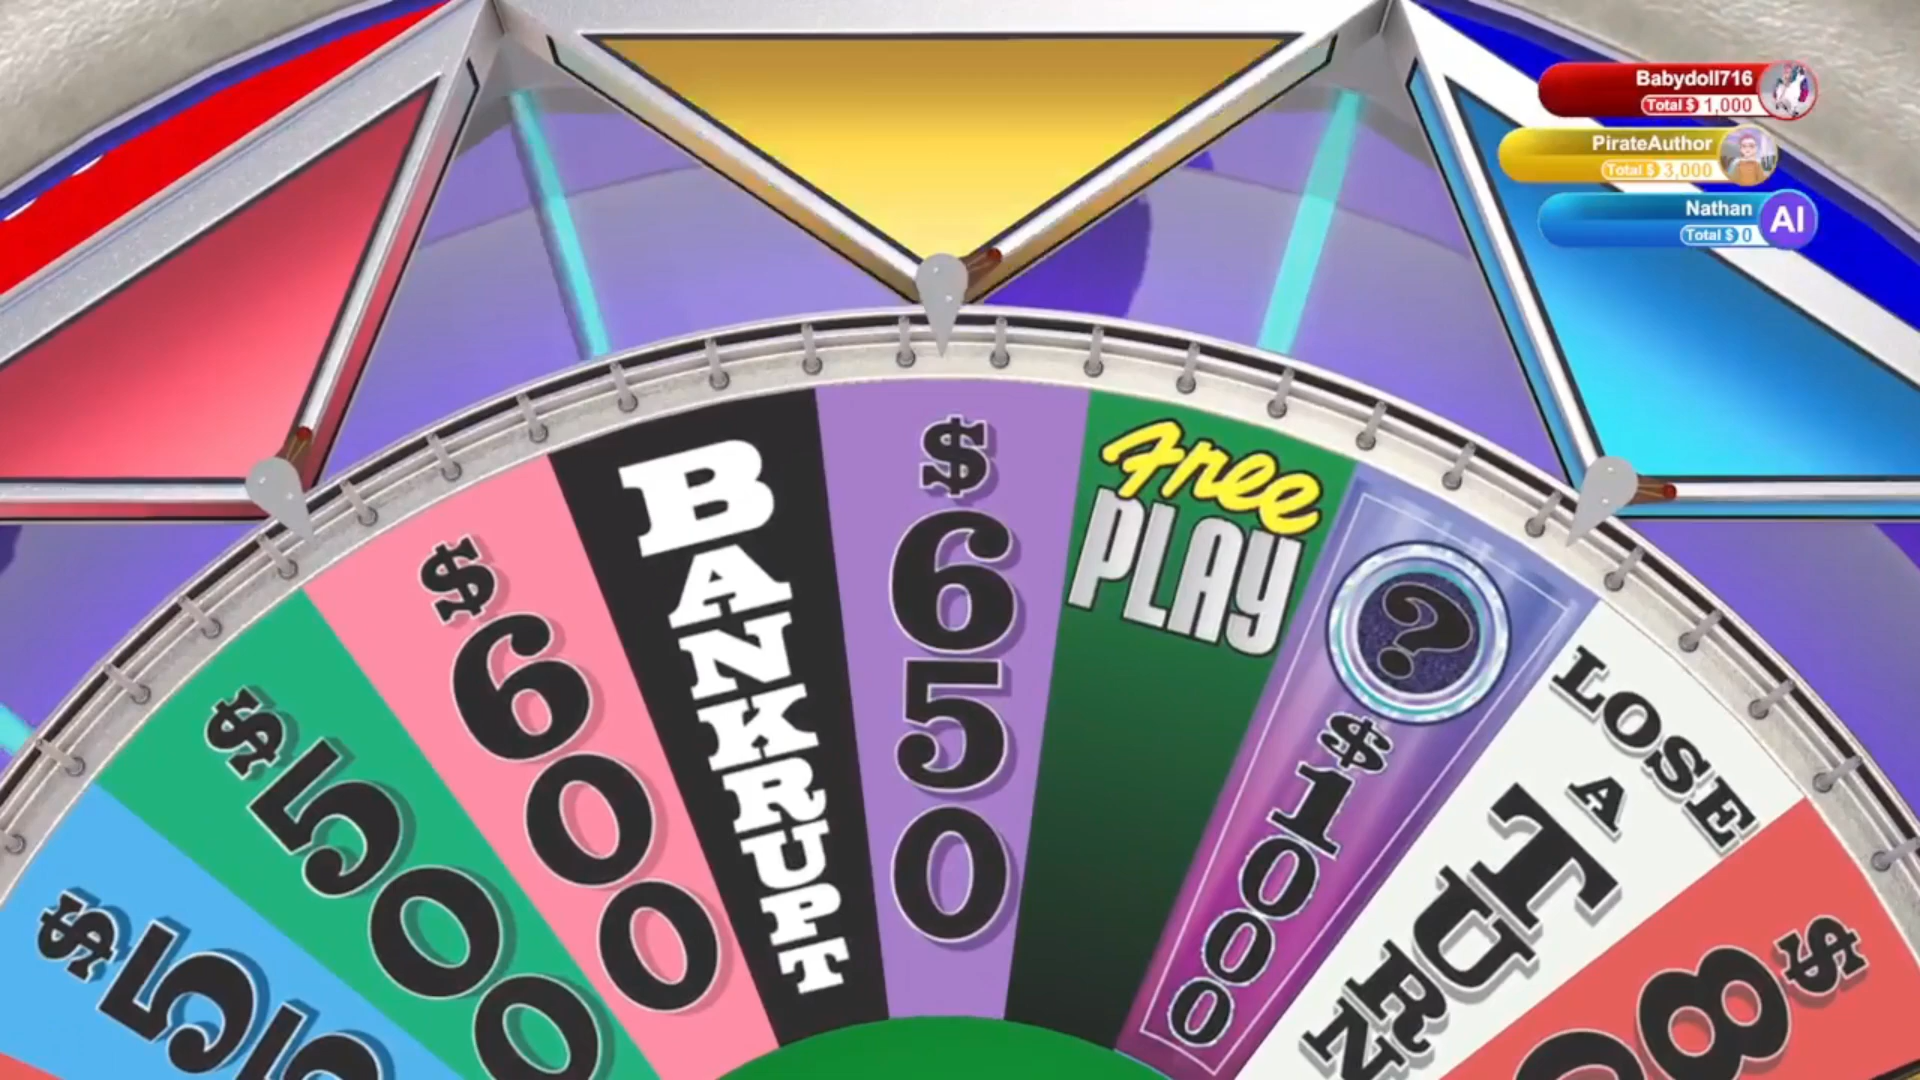 Babydoll716
Total $ 1,000
PirateAuthor
Total $ 3,000
Nathan
AI
Total $ 0
$500
$600
BANKRUPT
$650
Free
PLAY
?
$1000
LOSE
A
TURN